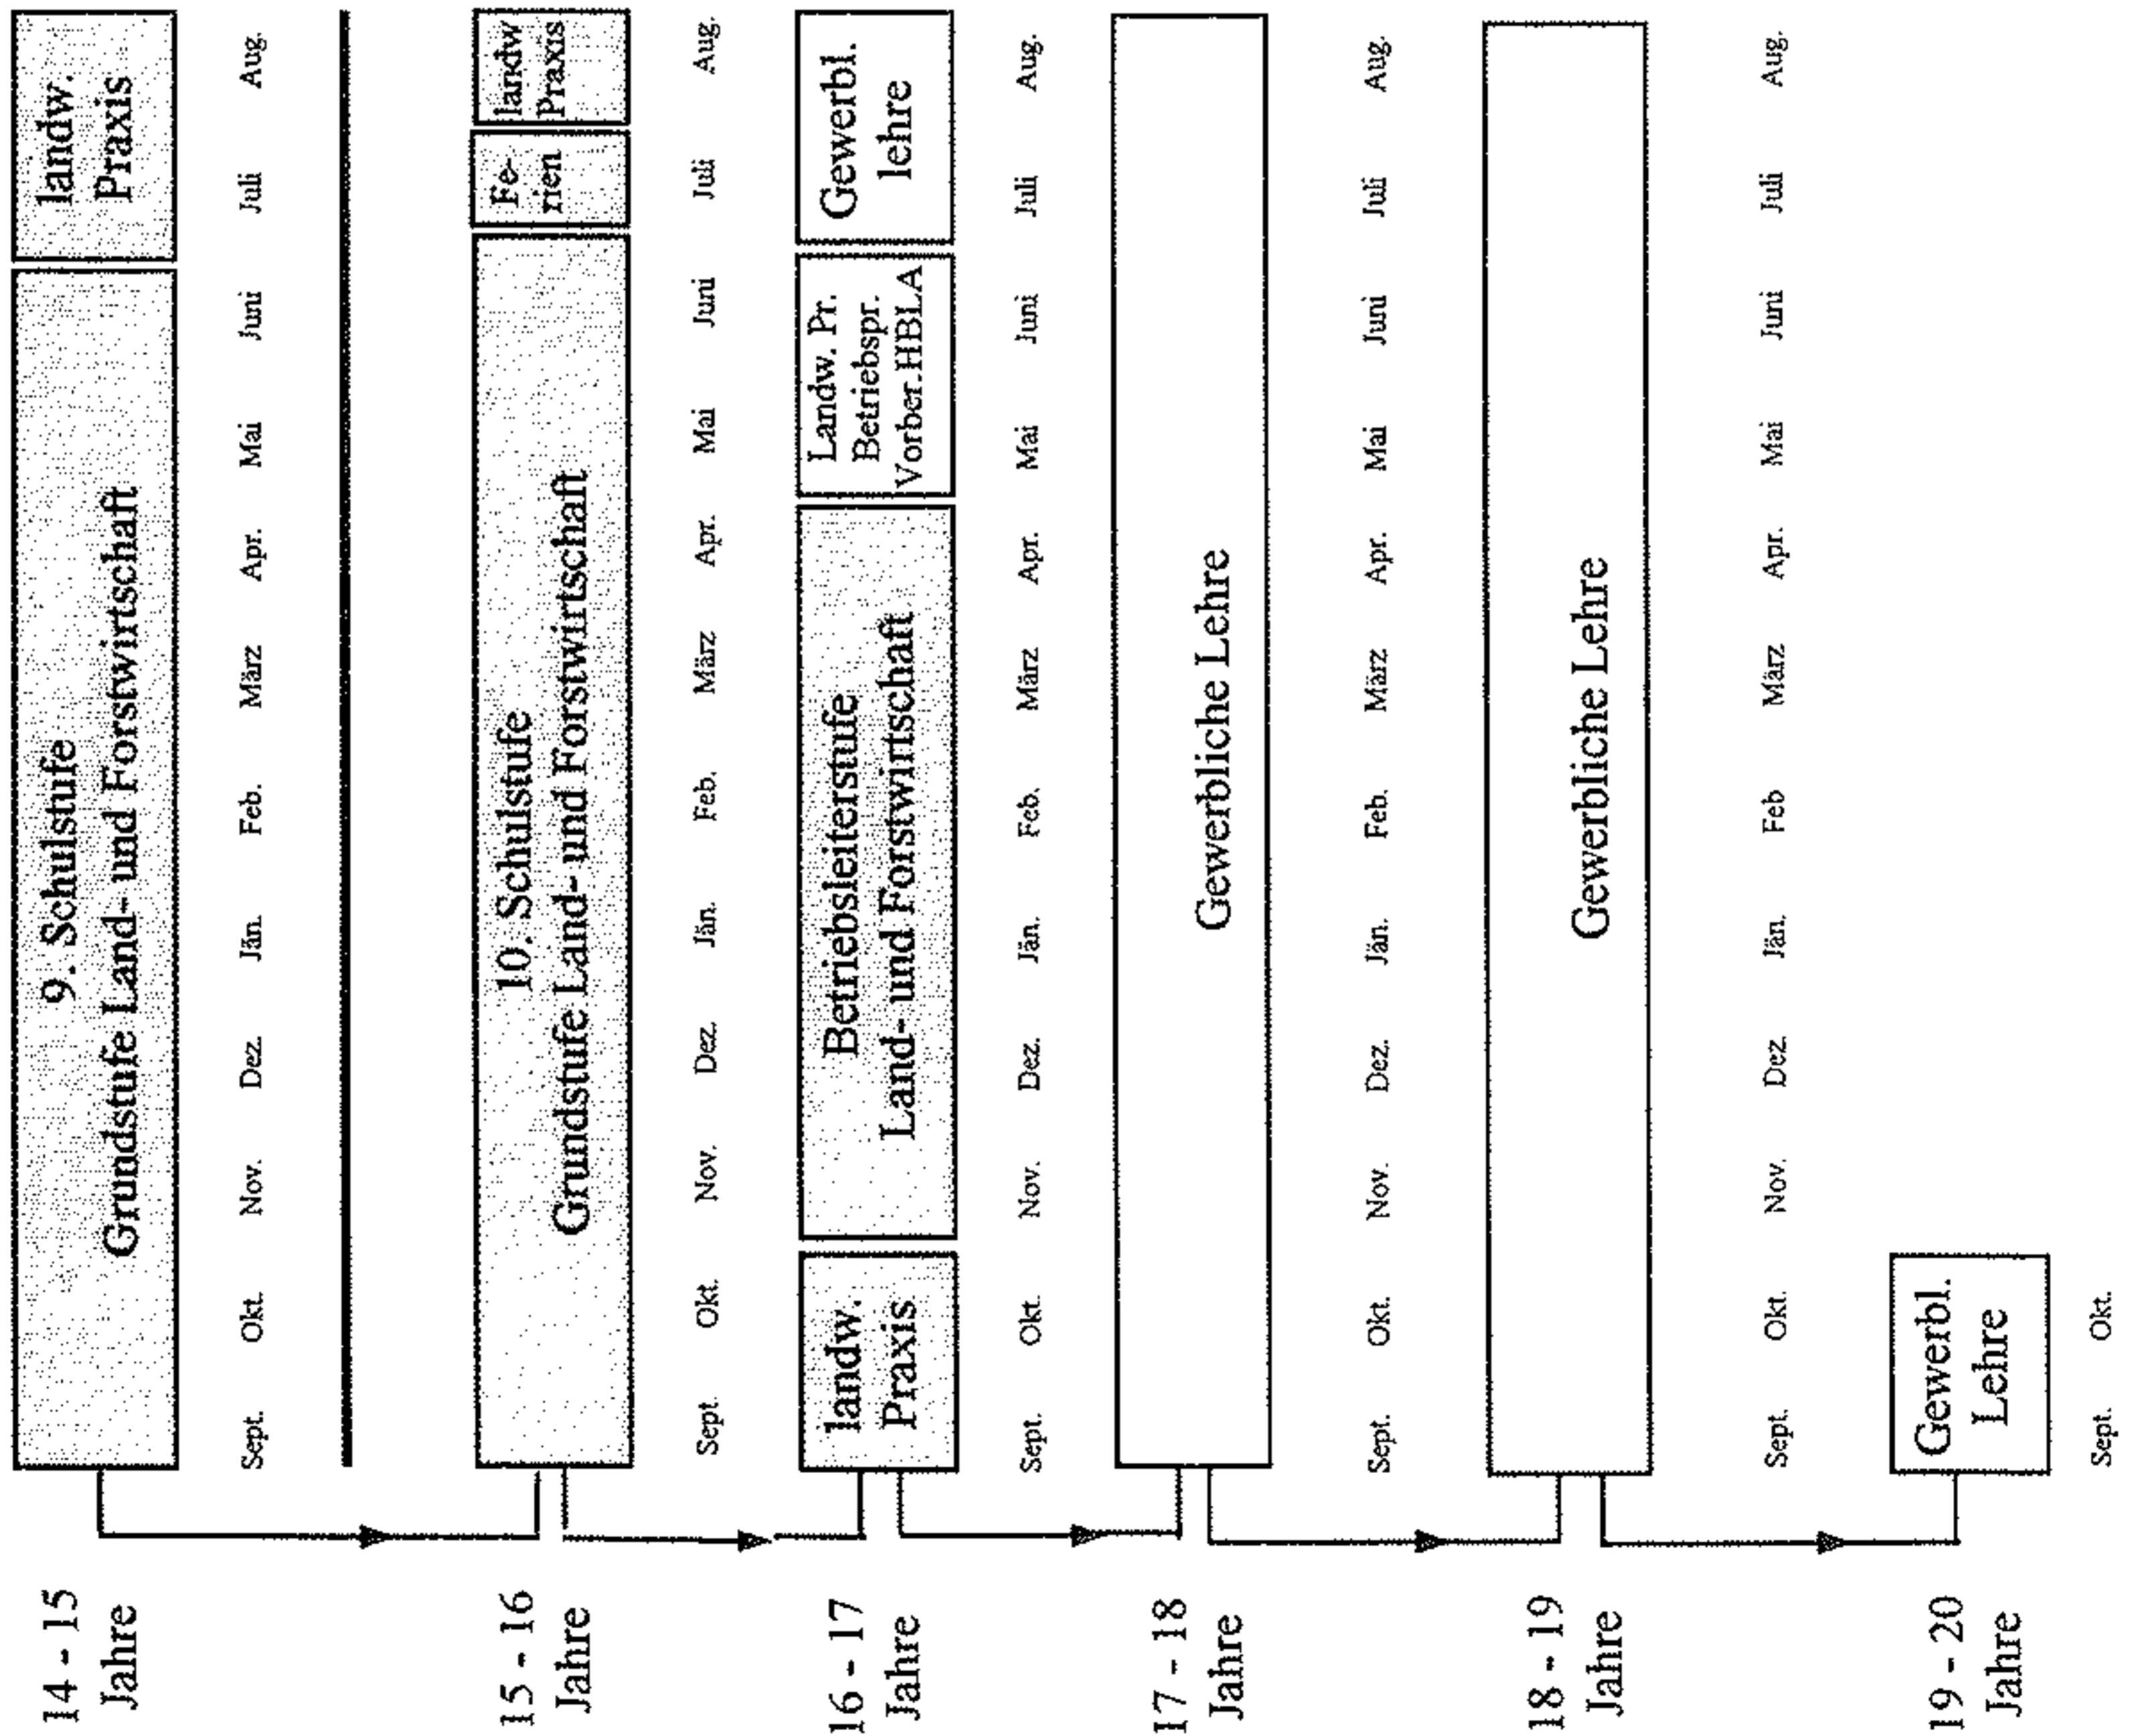 14 - 15
Jahre
9. Schulstufe
Grundstufe Land- und Forstwirtschaft
landw.
Praxis
Sept. Okt. Nov. Dez. Jän. Feb. März Apr. Mai Juni Juli Aug.
15 - 16
Jahre
10. Schulstufe
Grundstufe Land- und Forstwirtschaft
Fe-
rien
landw
Praxis
Sept. Okt. Nov. Dez. Jän. Feb. März Apr. Mai Juni Juli Aug.
16 - 17
Jahre
landw.
Praxis
Betriebsleiterstufe
Land- und Forstwirtschaft
Landw. Pr.
Betriebspr.
Vorber.HBLA
Gewerbl.
lehre
Sept. Okt. Nov. Dez. Jän. Feb. März Apr. Mai Juni Juli Aug.
17 - 18
Jahre
Gewerbliche Lehre
Sept. Okt. Nov. Dez. Jän. Feb. März Apr. Mai Juni Juli Aug.
18 - 19
Jahre
Gewerbliche Lehre
Sept. Okt. Nov. Dez. Jän. Feb März Apr. Mai Juni Juli Aug.
19 - 20
Jahre
Gewerbl.
Lehre
Sept. Okt.